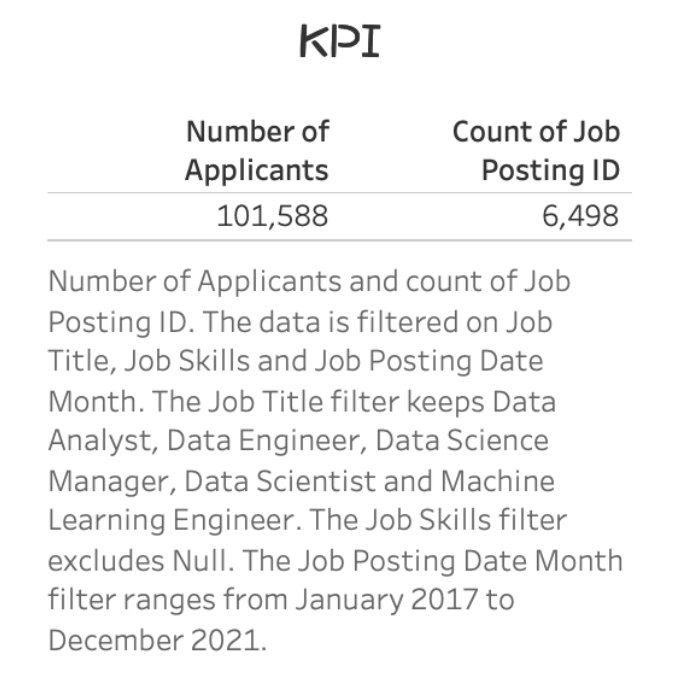 KPI
Number of Applicants	Count of Job Posting ID
101,588	6,498
Number of Applicants and count of Job
Posting ID. The data is filtered on Job
Title, Job Skills and Job Posting Date
Month. The Job Title filter keeps Data
Analyst, Data Engineer, Data Science
Manager, Data Scientist and Machine
Learning Engineer. The Job Skills filter
excludes Null. The Job Posting Date Month
filter ranges from January 2017 to
December 2021.